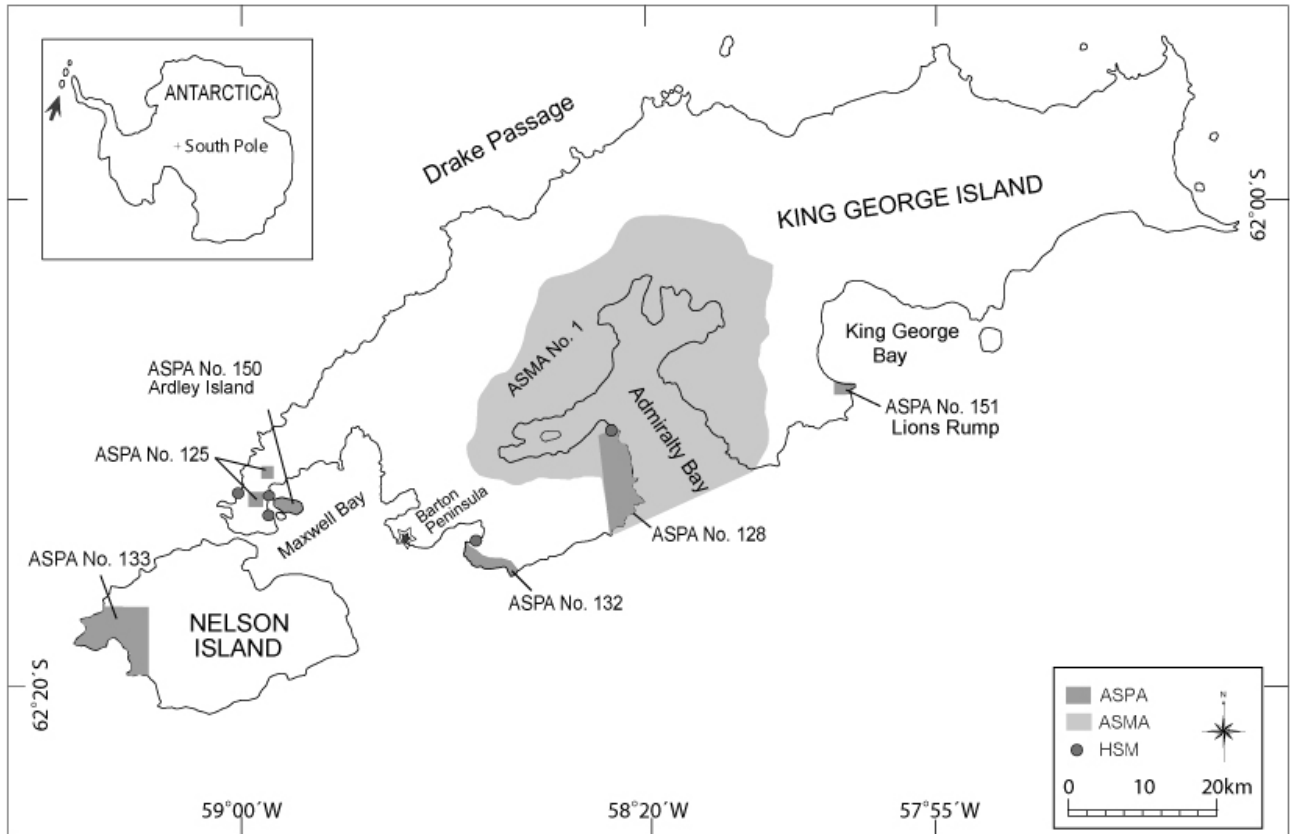 ANTARCTICA
South Pole
Drake Passage
KING GEORGE ISLAND
62°00´S
ASMA No. 1
King George
Bay
ASPA No. 150
Ardley Island
Admiralty Bay
ASPA No. 151
Lions Rump
ASPA No. 125
Maxwell Bay
Barton
Peninsula
ASPA No. 128
ASPA No. 133
ASPA No. 132
NELSON
ISLAND
62°20´S
ASPA
ASMA
HSM
N
0 10 20km
59°00´W
58°20´W
57°55´W